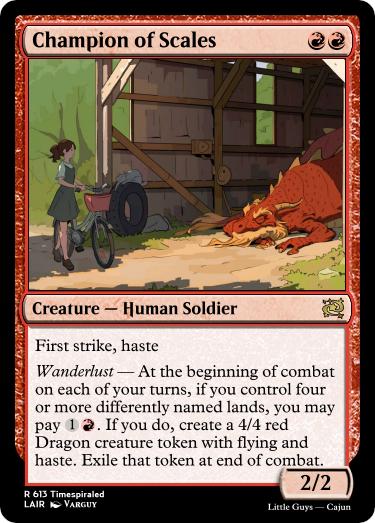 Champion of Scales
Creature — Human Soldier
First strike, haste
Wanderlust — At the beginning of combat
on each of your turns, if you control four
or more differently named lands, you may
pay 1 R. If you do, create a 4/4 red
Dragon creature token with flying and
haste. Exile that token at end of combat.
2/2
R 613 Timespiraled
LAIR VARGUY
Little Guys — Cajun